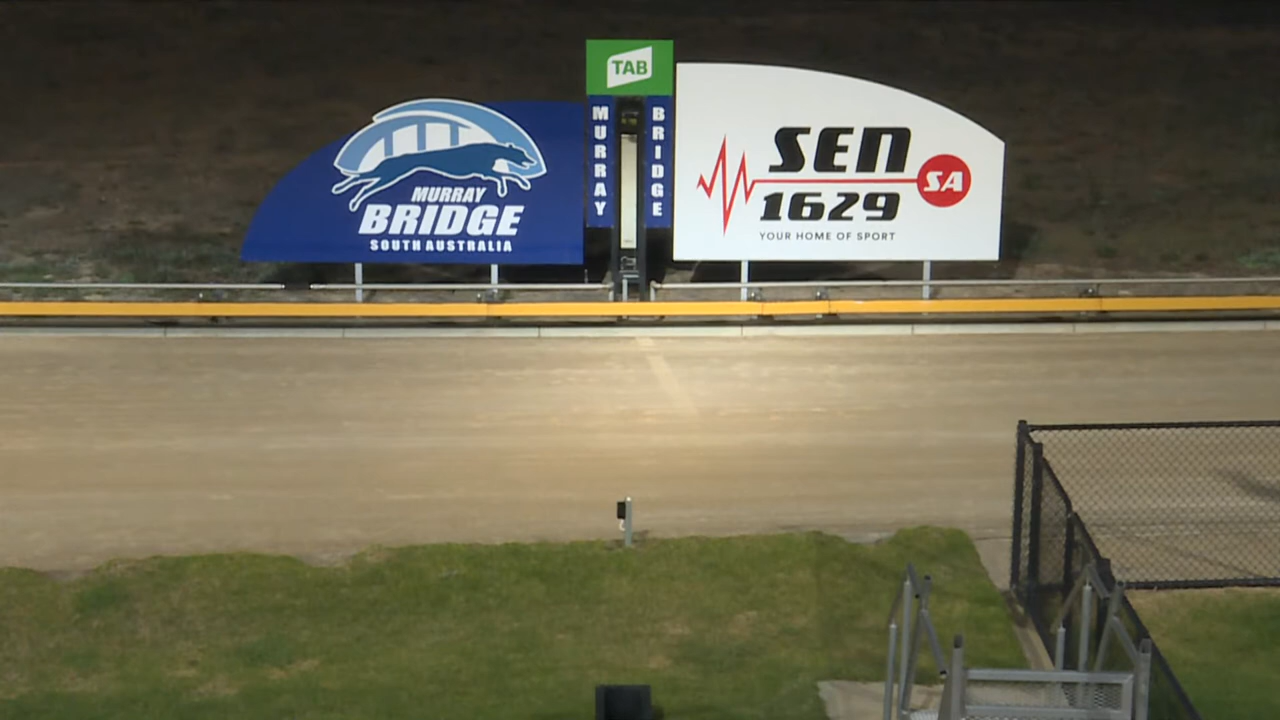 TAB
MURRAY
BRIDGE
MURRAY
BRIDGE
SOUTH AUSTRALIA
SEN
SA
1629
YOUR HOME OF SPORT